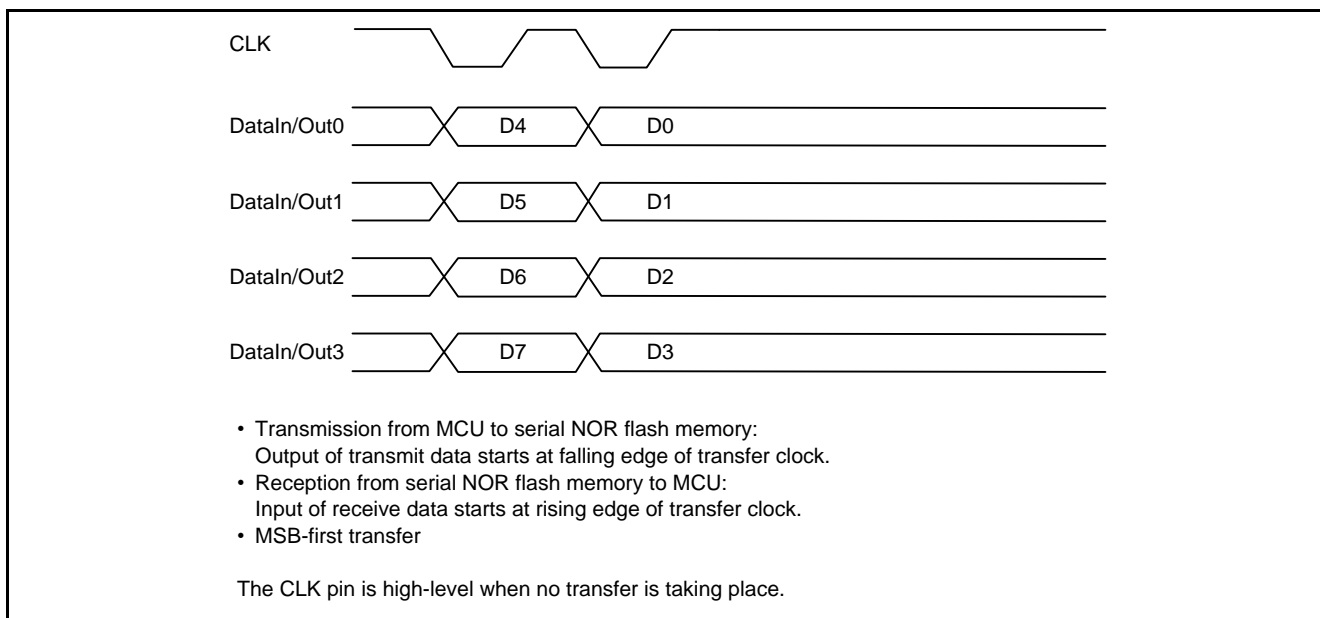 CLK
DataIn/Out0 D4 D0
DataIn/Out1 D5 D1
DataIn/Out2 D6 D2
DataIn/Out3 D7 D3
• Transmission from MCU to serial NOR flash memory:
Output of transmit data starts at falling edge of transfer clock.
• Reception from serial NOR flash memory to MCU:
Input of receive data starts at rising edge of transfer clock.
• MSB-first transfer
The CLK pin is high-level when no transfer is taking place.